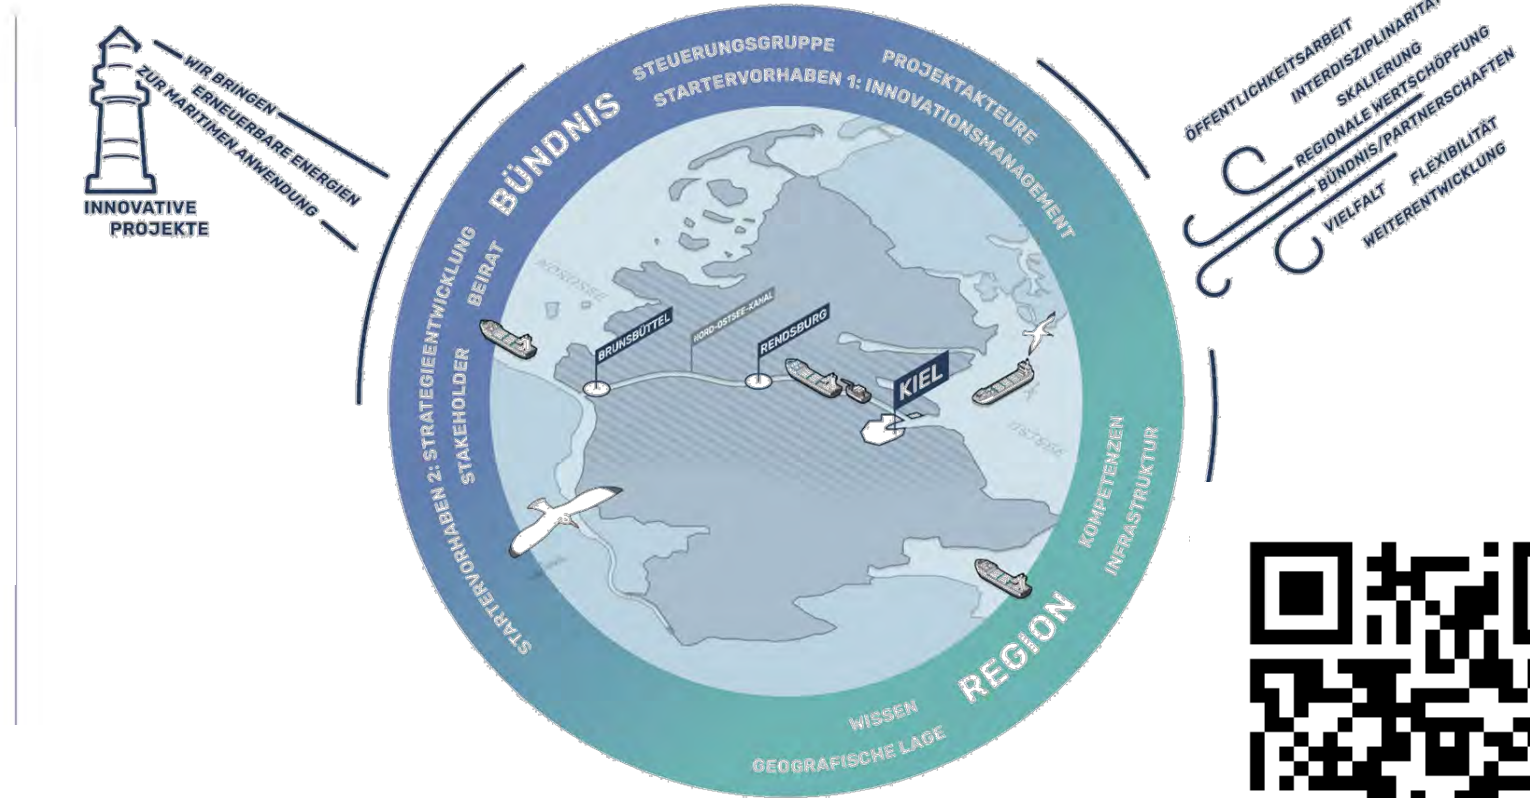 WIR BRINGEN
ERNEUERBARE ENERGIEN
ZUR MARITIMEN ANWENDUNG
INNOVATIVE
PROJEKTE
BÜNDNIS
STEUERUNGSGRUPPE
PROJEKTAKTEURE
STARTERVORHABEN 1: INNOVATIONSMANAGEMENT
STARTERVORHABEN 2: STRATEGIEENTWICKLUNG
STAKEHOLDER
BEIRAT
NORDSEE
BRUNSBÜTTEL
NORD-OSTSEE-KANAL
RENDSBURG
KIEL
OSTSEE
KOMPETENZEN
INFRASTRUKTUR
REGION
WISSEN
GEOGRAFISCHE LAGE
ÖFFENTLICHKEITSARBEIT
INTERDISZIPLINARITÄT
SKALIERUNG
REGIONALE WERTSCHÖPFUNG
BÜNDNIS/PARTNERSCHAFTEN
VIELFALT
FLEXIBILITÄT
WEITERENTWICKLUNG